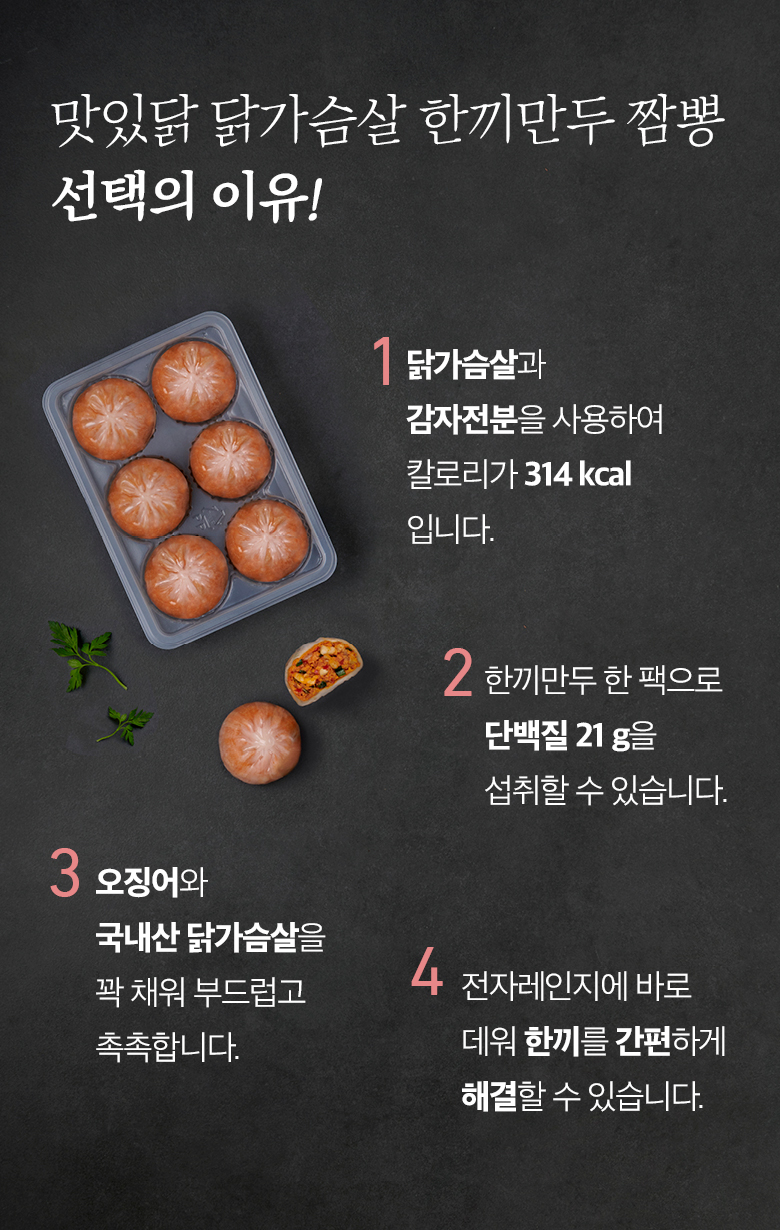 맛있닭 닭가슴살 한끼만두 짬뽕
선택의 이유!
1 닭가슴살과
감자전분을 사용하여
칼로리가 314 kcal
입니다.
2 한끼만두 한 팩으로
단백질 21 g을
섭취할 수 있습니다.
3 오징어와
국내산 닭가슴살을
꽉 채워 부드럽고
촉촉합니다.
4 전자레인지에 바로
데워 한끼를 간편하게
해결할 수 있습니다.